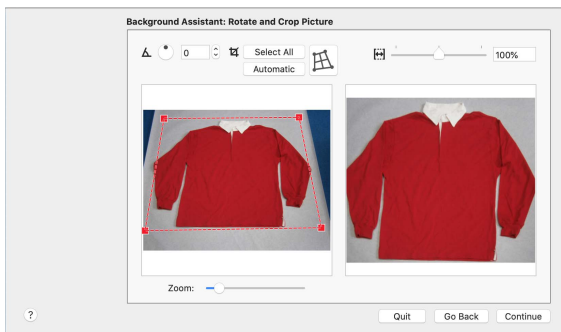 Background Assistant: Rotate and Crop Picture
0 Select All 100%
Automatic
Zoom:
? Quit Go Back Continue